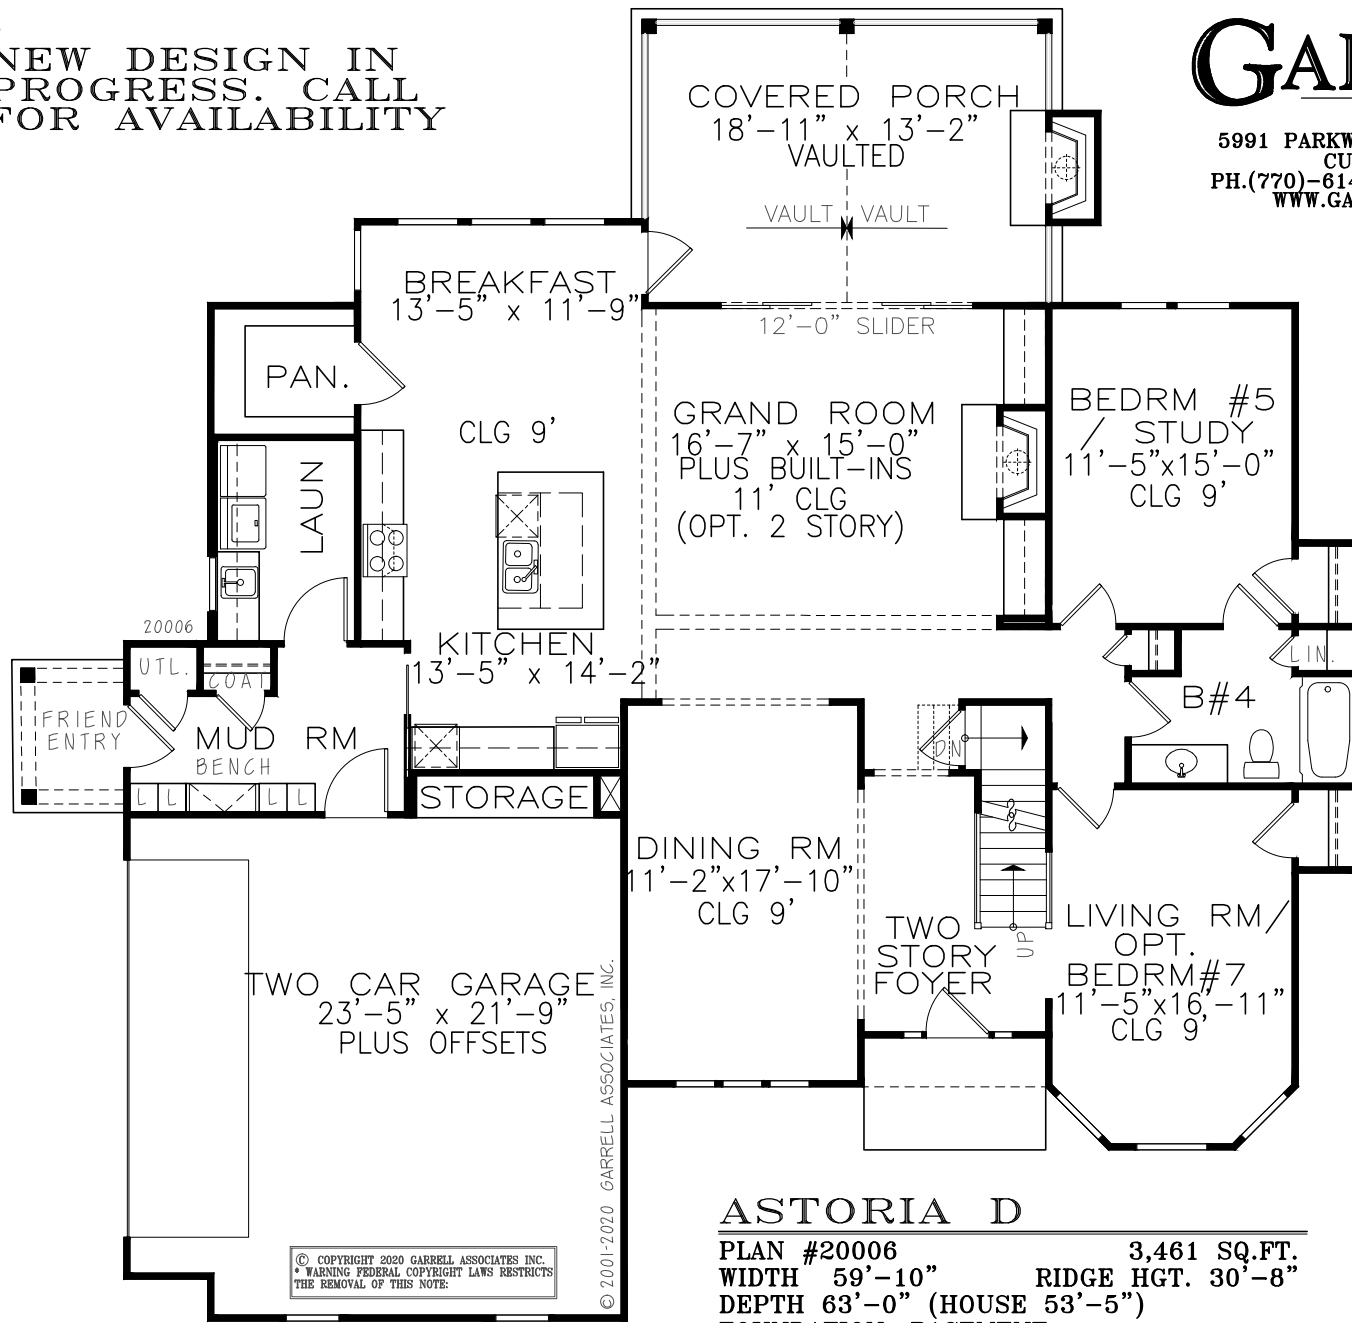 NEW DESIGN IN
PROGRESS. CALL
FOR AVAILABILITY
COVERED PORCH
18'-11" x 13'-2"
VAULTED
VAULT VAULT
5991
PH.(770)-614
BREAKFAST
13'-5" x 11'-9"
12'-0" SLIDER
PAN.
CLG 9'
GRAND ROOM
16'-7" x 15'-0"
PLUS BUILT-INS
11' CLG
(OPT. 2 STORY)
BEDRM #5
/ STUDY
11'-5"x15'-0"
CLG 9'
LAUN
20006
KITCHEN
13'-5" x 14'-2"
UTL.
COAT
LIN.
FRIEND
ENTRY
MUD RM
BENCH
L L L L
B#4
DN
STORAGE
DINING RM
11'-2"x17'-10"
CLG 9'
TWO
STORY
FOYER
UP
LIVING RM/
OPT.
BEDRM#7
11'-5"x16'-11"
CLG 9'
TWO CAR GARAGE
23'-5" x 21'-9"
PLUS OFFSETS
© 2001-2020 GARRELL ASSOCIATES, INC.
© COPYRIGHT 2020 GARRELL ASSOCIATES INC.
* WARNING FEDERAL COPYRIGHT LAWS RESTRICTS
THE REMOVAL OF THIS NOTE:
ASTORIA D
PLAN #20006 3,461 SQ.FT.
WIDTH 59'-10" RIDGE HGT. 30'-8"
DEPTH 63'-0" (HOUSE 53'-5")